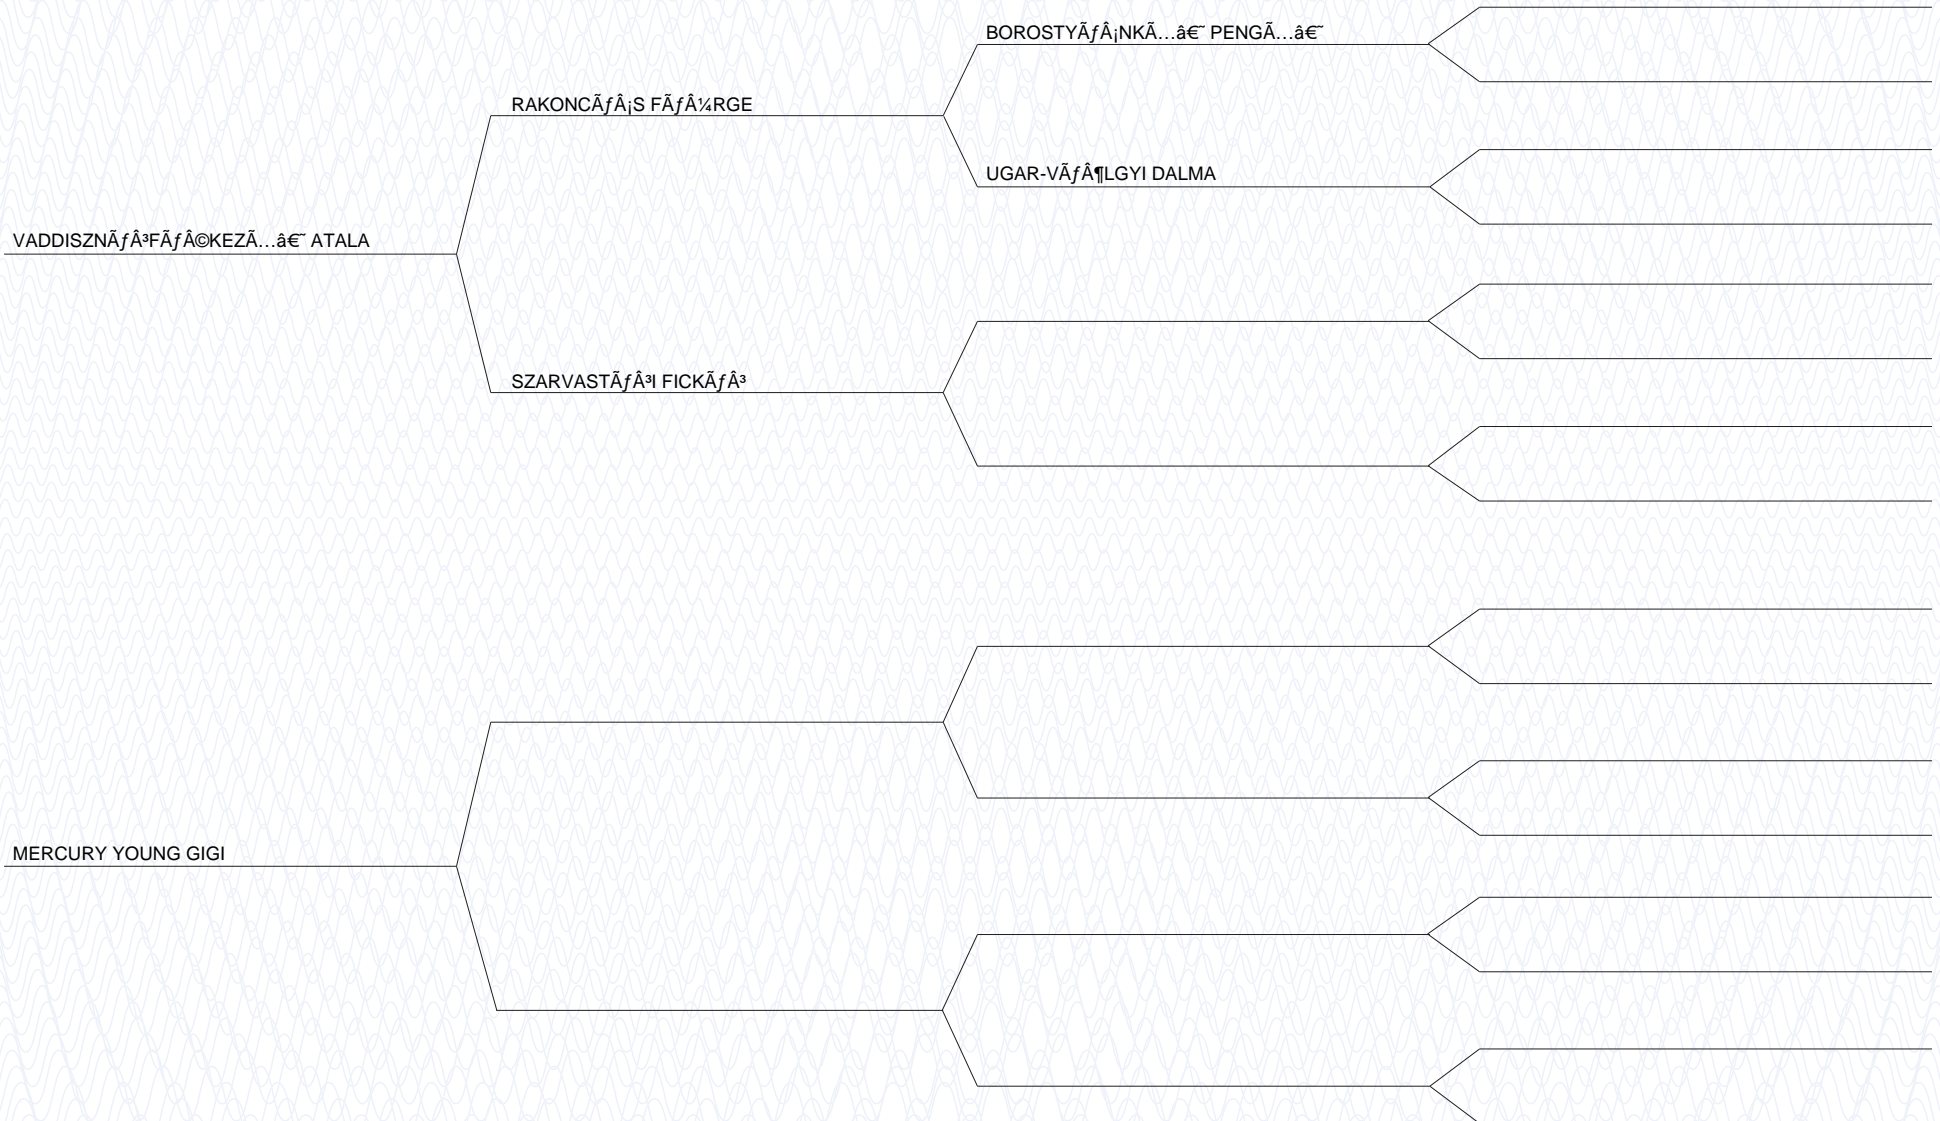 BOROSTYÃƒÂ¡NKÃ…â€˜ PENGÃ…â€˜
RAKONCÃƒÂ¡S FÃƒÂ¼RGE
UGAR-VÃƒÂ¶LGYI DALMA
VADDISZNÃƒÂ³FÃƒÂ©KEZÃ…â€˜ ATALA
SZARVASTÃƒÂ³I FICKÃƒÂ³
MERCURY YOUNG GIGI